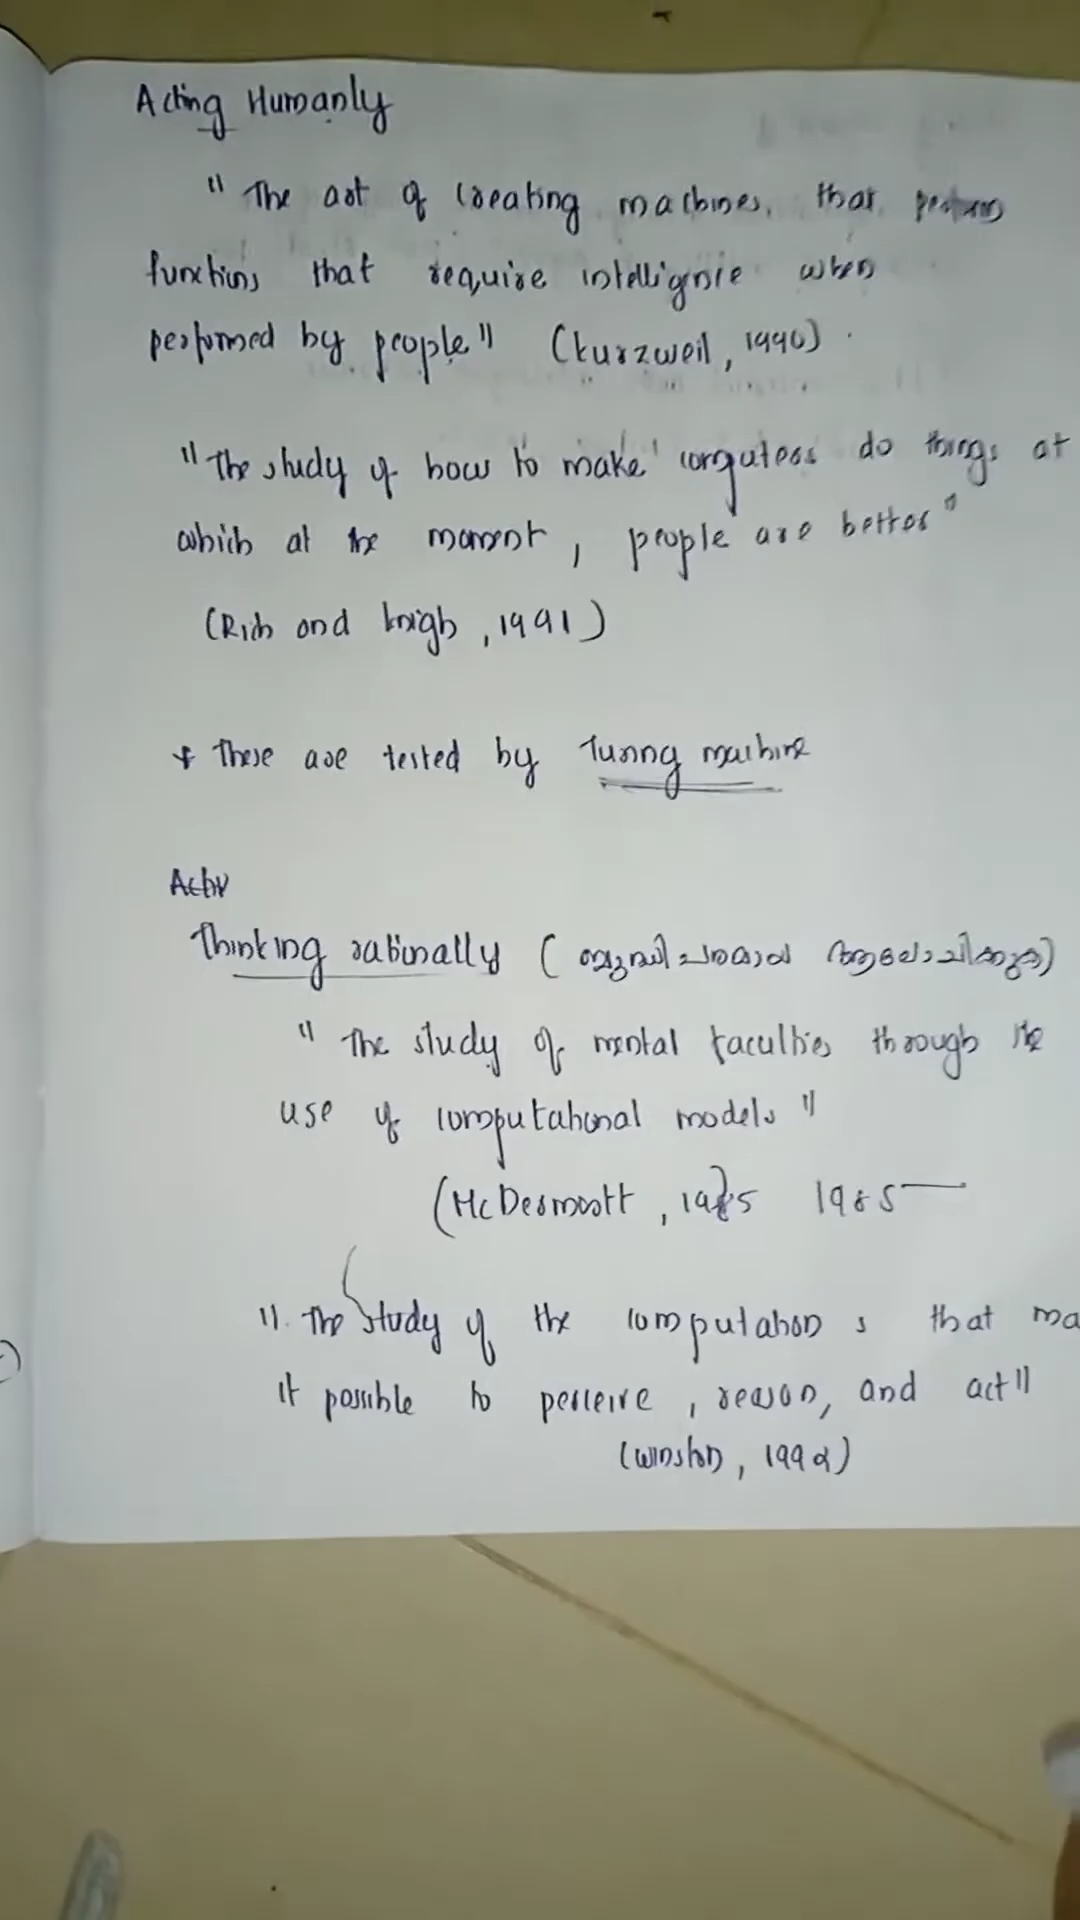 Acting Humanly
"The art of creating machines that performs
functions that require intelligence when
performed by people" (Kurzweil, 1990)
"The study of how to make computers do things at
which at the moment, people are better"
(Rich and knigh, 1991)
* These are tested by Turing machine
Activ
Thinking rationally (
"The study of mental faculties through the
use of computational models"
(McDermott, 1985 1985
"The study of the computations that ma
it possible to perceive, reason, and act"
(Winston, 1992)